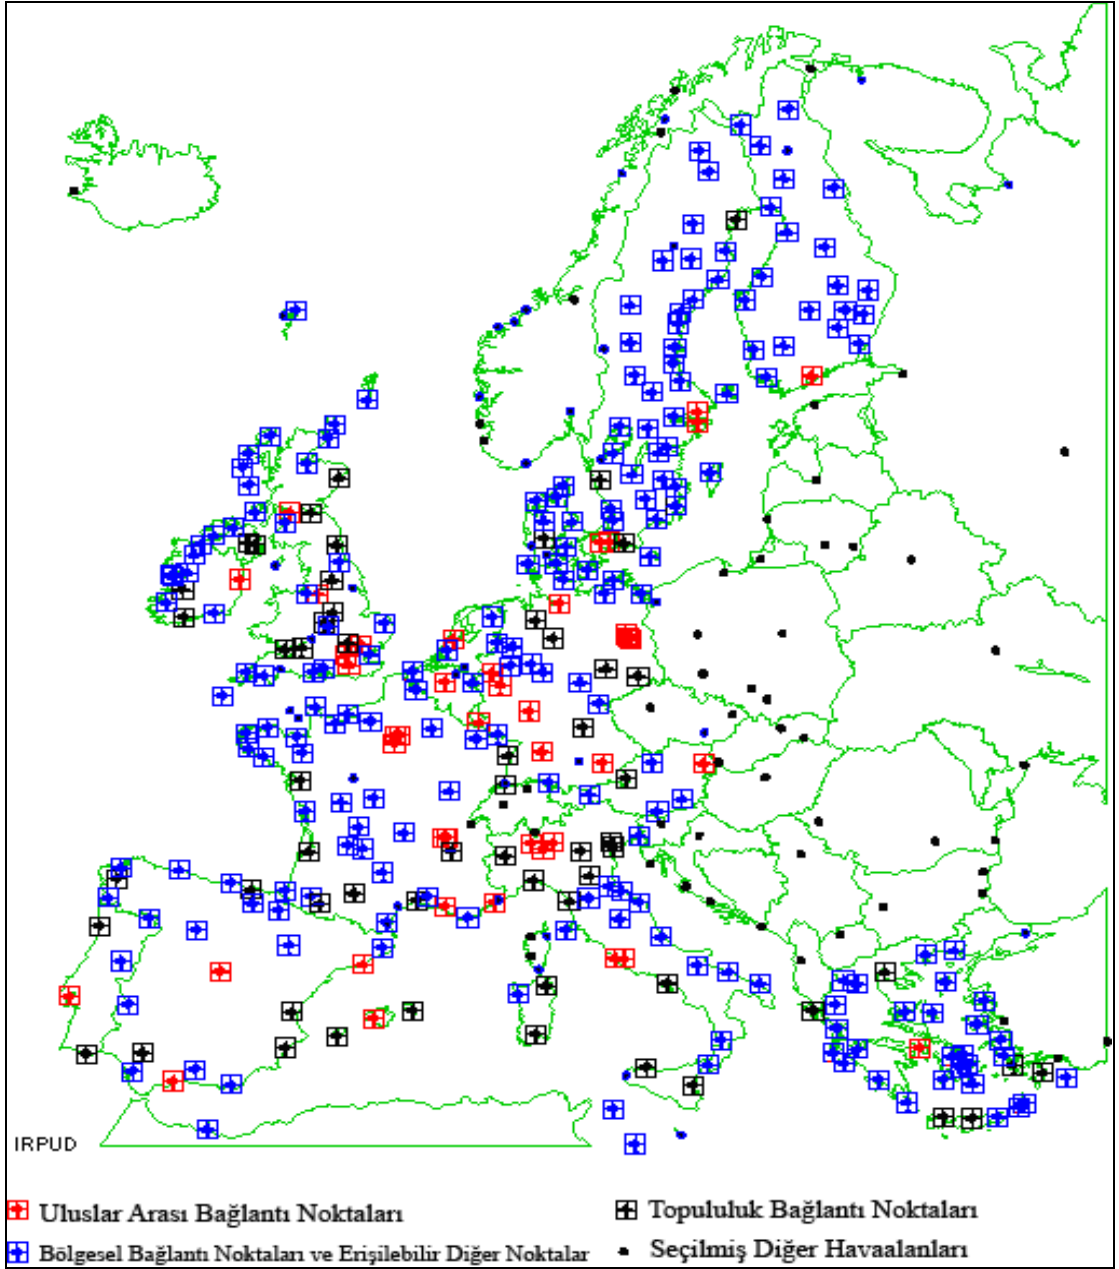 IRPUD
Uluslar Arası Bağlantı Noktaları
Topululuk Bağlantı Noktaları
Bölgesel Bağlantı Noktaları ve Erişilebilir Diğer Noktalar
Seçilmiş Diğer Havaalanları